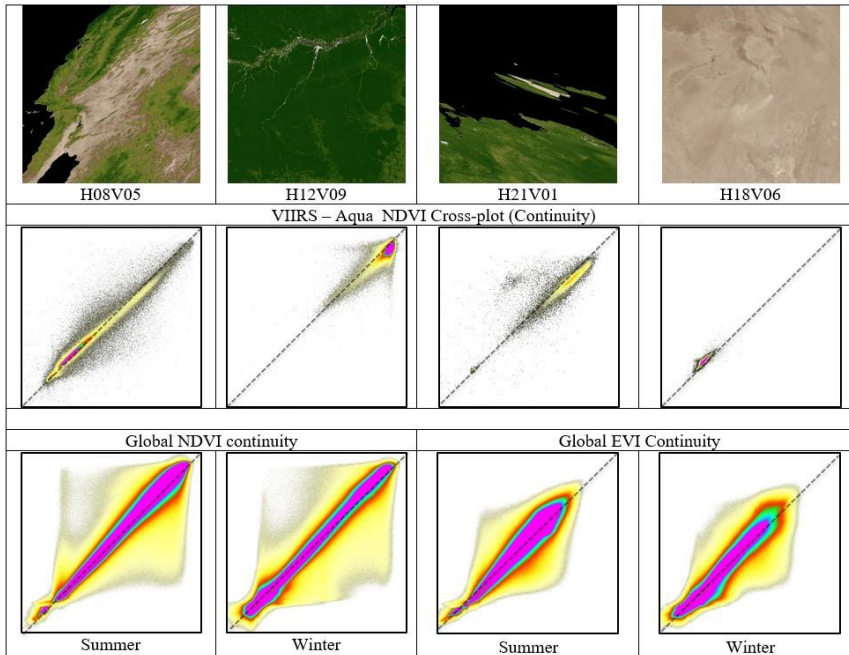 H08V05 H12V09 H21V01 H18V06
VIIRS – Aqua NDVI Cross-plot (Continuity)
Global NDVI continuity Global EVI Continuity
Summer Winter Summer Winter